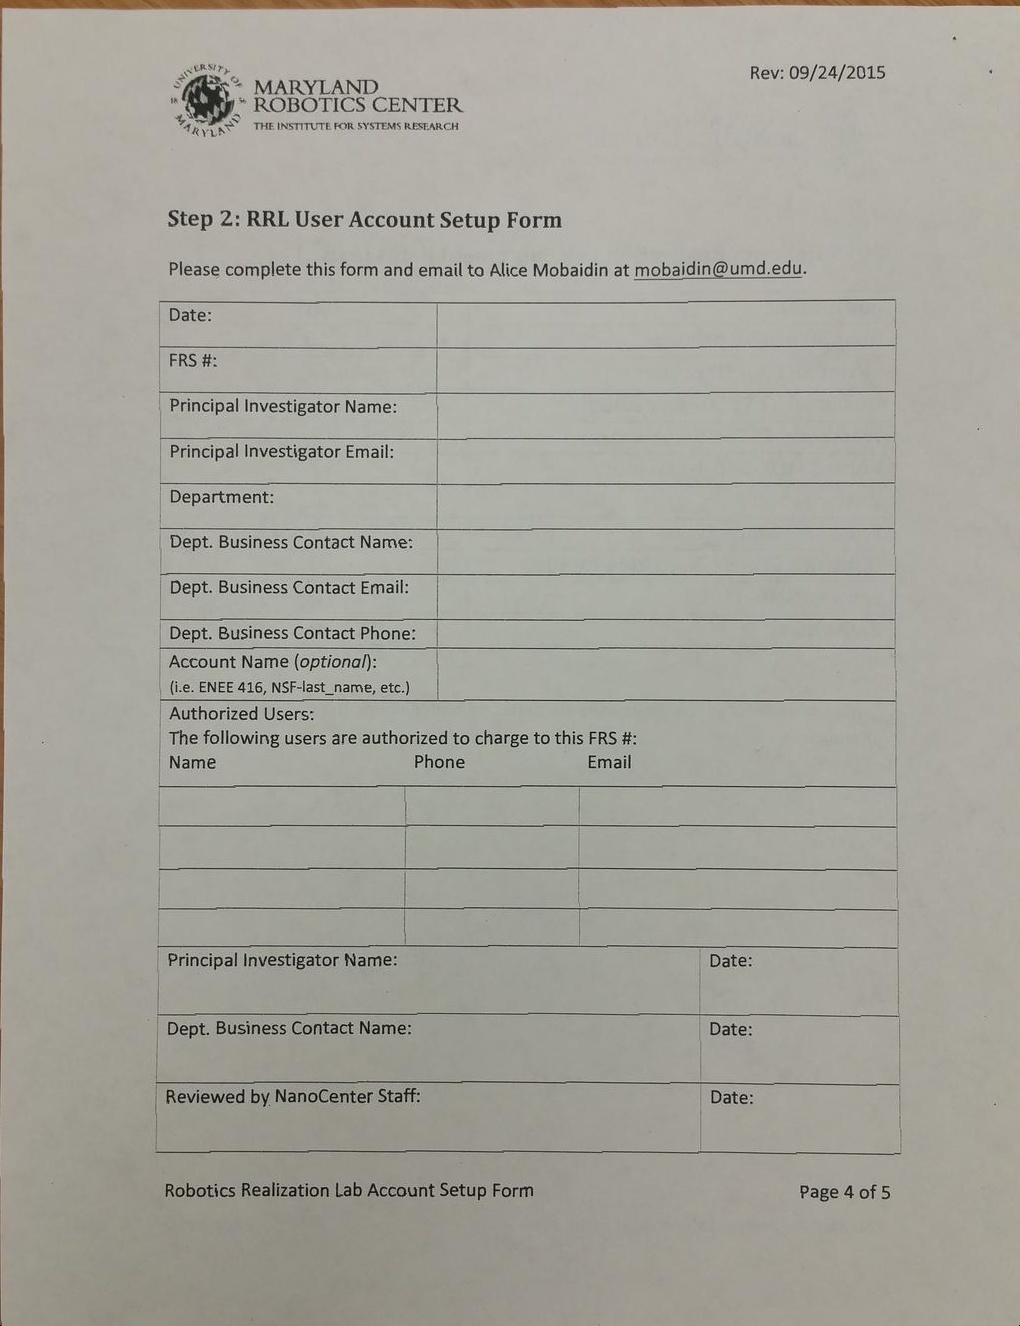 UNIVERSITY OF
18 56
MARYLAND
MARYLAND
ROBOTICS CENTER
THE INSTITUTE FOR SYSTEMS RESEARCH
Rev: 09/24/2015
Step 2: RRL User Account Setup Form
Please complete this form and email to Alice Mobaidin at mobaidin@umd.edu.
Date:
FRS #:
Principal Investigator Name:
Principal Investigator Email:
Department:
Dept. Business Contact Name:
Dept. Business Contact Email:
Dept. Business Contact Phone:
Account Name (optional):
(i.e. ENEE 416, NSF-last_name, etc.)
Authorized Users:
The following users are authorized to charge to this FRS #:
Name Phone Email
Principal Investigator Name: Date:
Dept. Business Contact Name: Date:
Reviewed by NanoCenter Staff: Date:
Robotics Realization Lab Account Setup Form Page 4 of 5